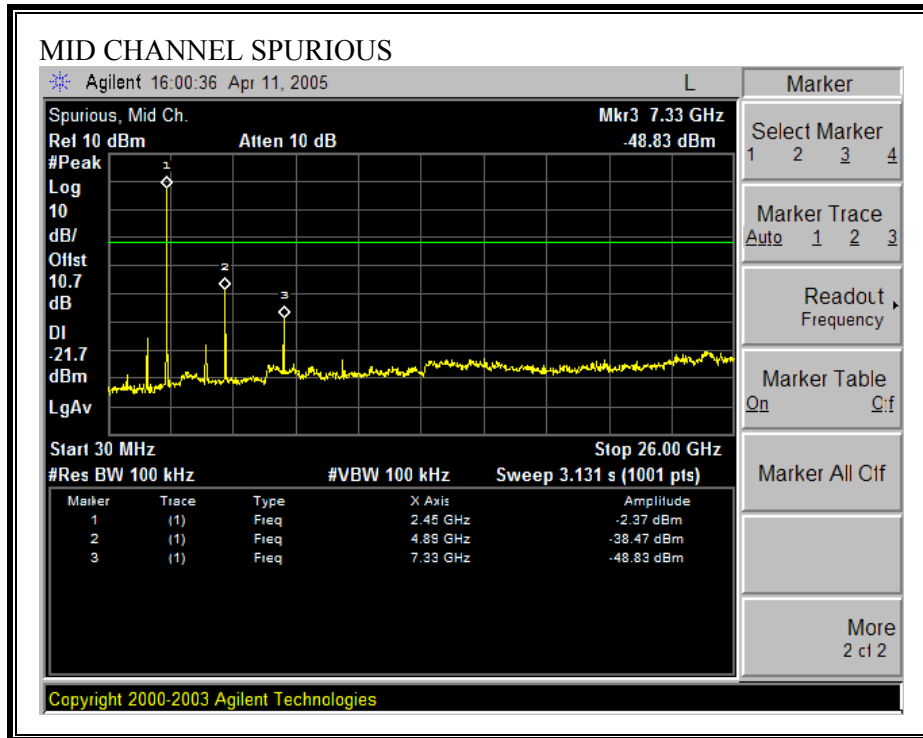 MID CHANNEL SPURIOUS
Agilent 16:00:36 Apr 11, 2005 L
Marker
Spurious, Mid Ch. Mkr3 7.33 GHz
Ref 10 dBm Atten 10 dB -48.83 dBm
#Peak
Log
10
dB/
Offst
10.7
dB
DI
-21.7
dBm
LgAv
1
2
3
Start 30 MHz Stop 26.00 GHz
#Res BW 100 kHz #VBW 100 kHz Sweep 3.131 s (1001 pts)
Marker Trace Type X Axis Amplitude
1 (1) Freq 2.45 GHz -2.37 dBm
2 (1) Freq 4.89 GHz -38.47 dBm
3 (1) Freq 7.33 GHz -48.83 dBm
Select Marker
1 2 3 4
Marker Trace
Auto 1 2 3
Readout
Frequency
Marker Table
On Off
Marker All Off
More
2 of 2
Copyright 2000-2003 Agilent Technologies